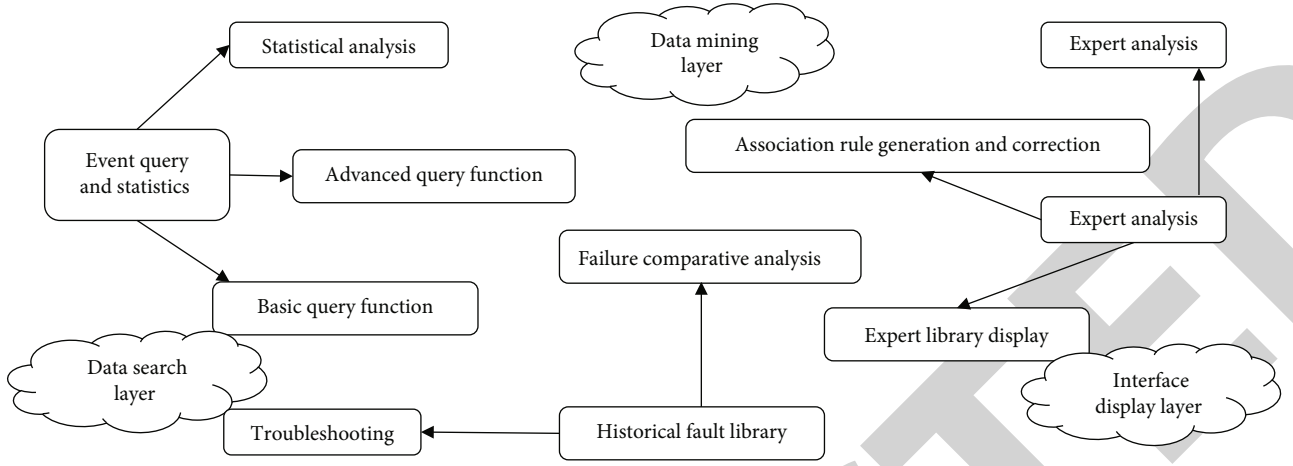 Statistical analysis
Data mining
layer
Expert analysis
Event query
and statistics
Advanced query function
Association rule generation and correction
Expert analysis
Failure comparative analysis
Basic query function
Expert library display
Data search
layer
Interface
display layer
Troubleshooting
Historical fault library
TED